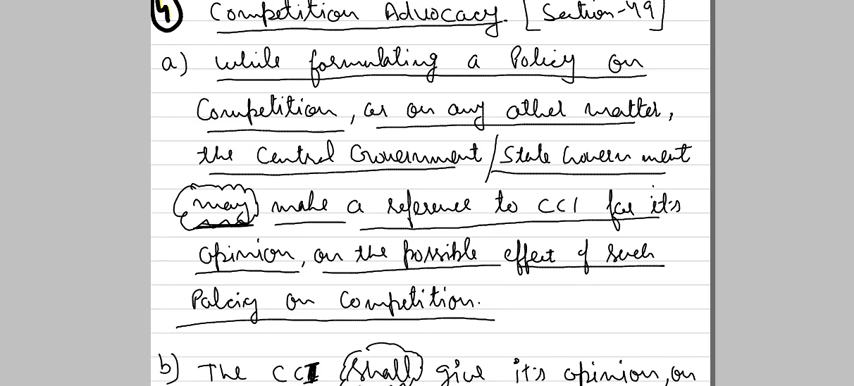 4 Competition Advocacy. [Section-49]
a) while formulating a Policy on
Competition, or on any other matter,
the Central Government/State Government
(may) make a reference to CCI for it's
opinion, on the possible effect of such
Policy on Competition.
b) The CCI (shall) give it's opinion, on